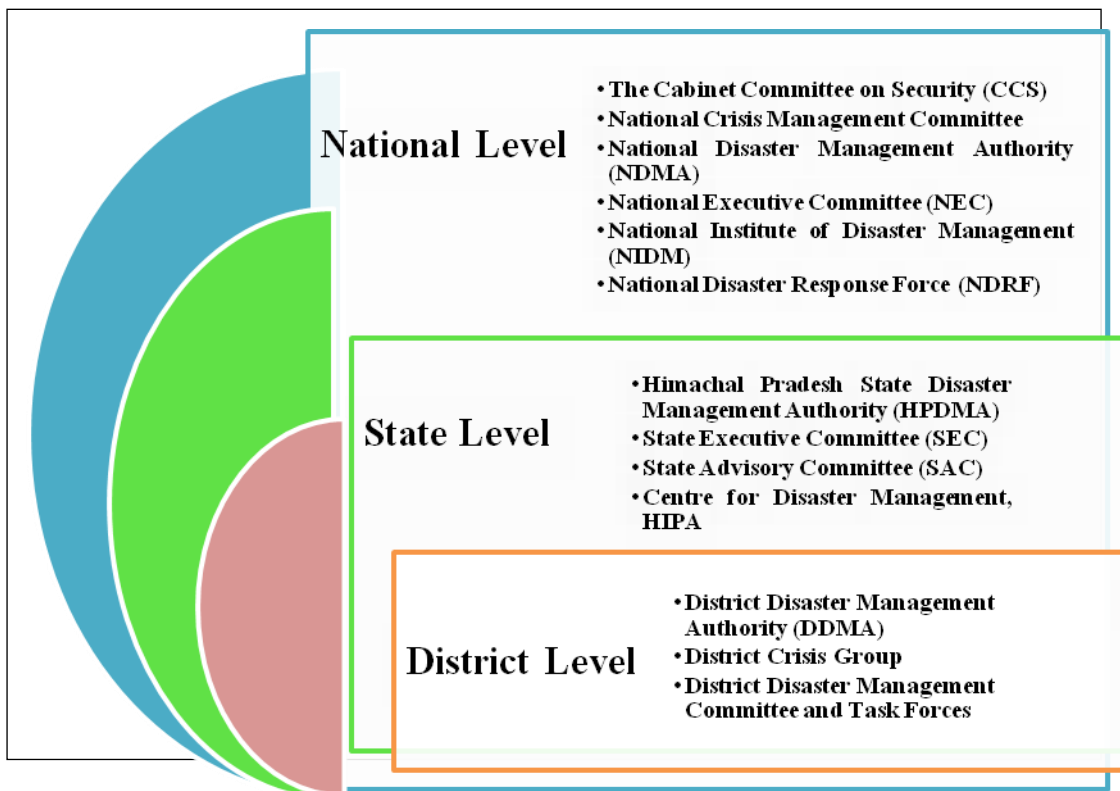 National Level
• The Cabinet Committee on Security (CCS)
• National Crisis Management Committee
• National Disaster Management Authority
(NDMA)
• National Executive Committee (NEC)
• National Institute of Disaster Management
(NIDM)
• National Disaster Response Force (NDRF)
State Level
• Himachal Pradesh State Disaster
Management Authority (HPDMA)
• State Executive Committee (SEC)
• State Advisory Committee (SAC)
• Centre for Disaster Management,
HIPA
District Level
• District Disaster Management
Authority (DDMA)
• District Crisis Group
• District Disaster Management
Committee and Task Forces